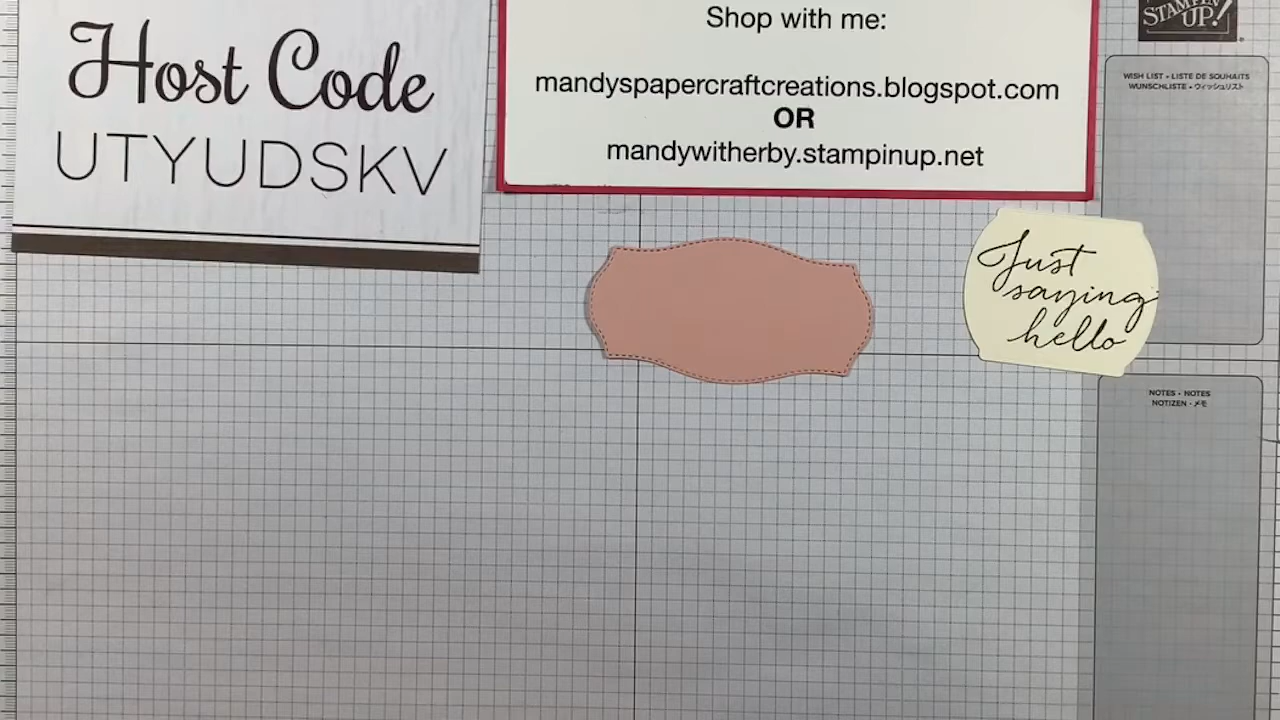 Host Code
UTYUDSKV
Shop with me:
mandyspapercraftcreations.blogspot.com
OR
mandywitherby.stampinup.net
STAMPIN'
UP!
WISH LIST • LISTE DE SOUHAITS
WUNSCHLISTE • ウィッシュリスト
Just
saying
hello
NOTES • NOTES
NOTIZEN • メモ